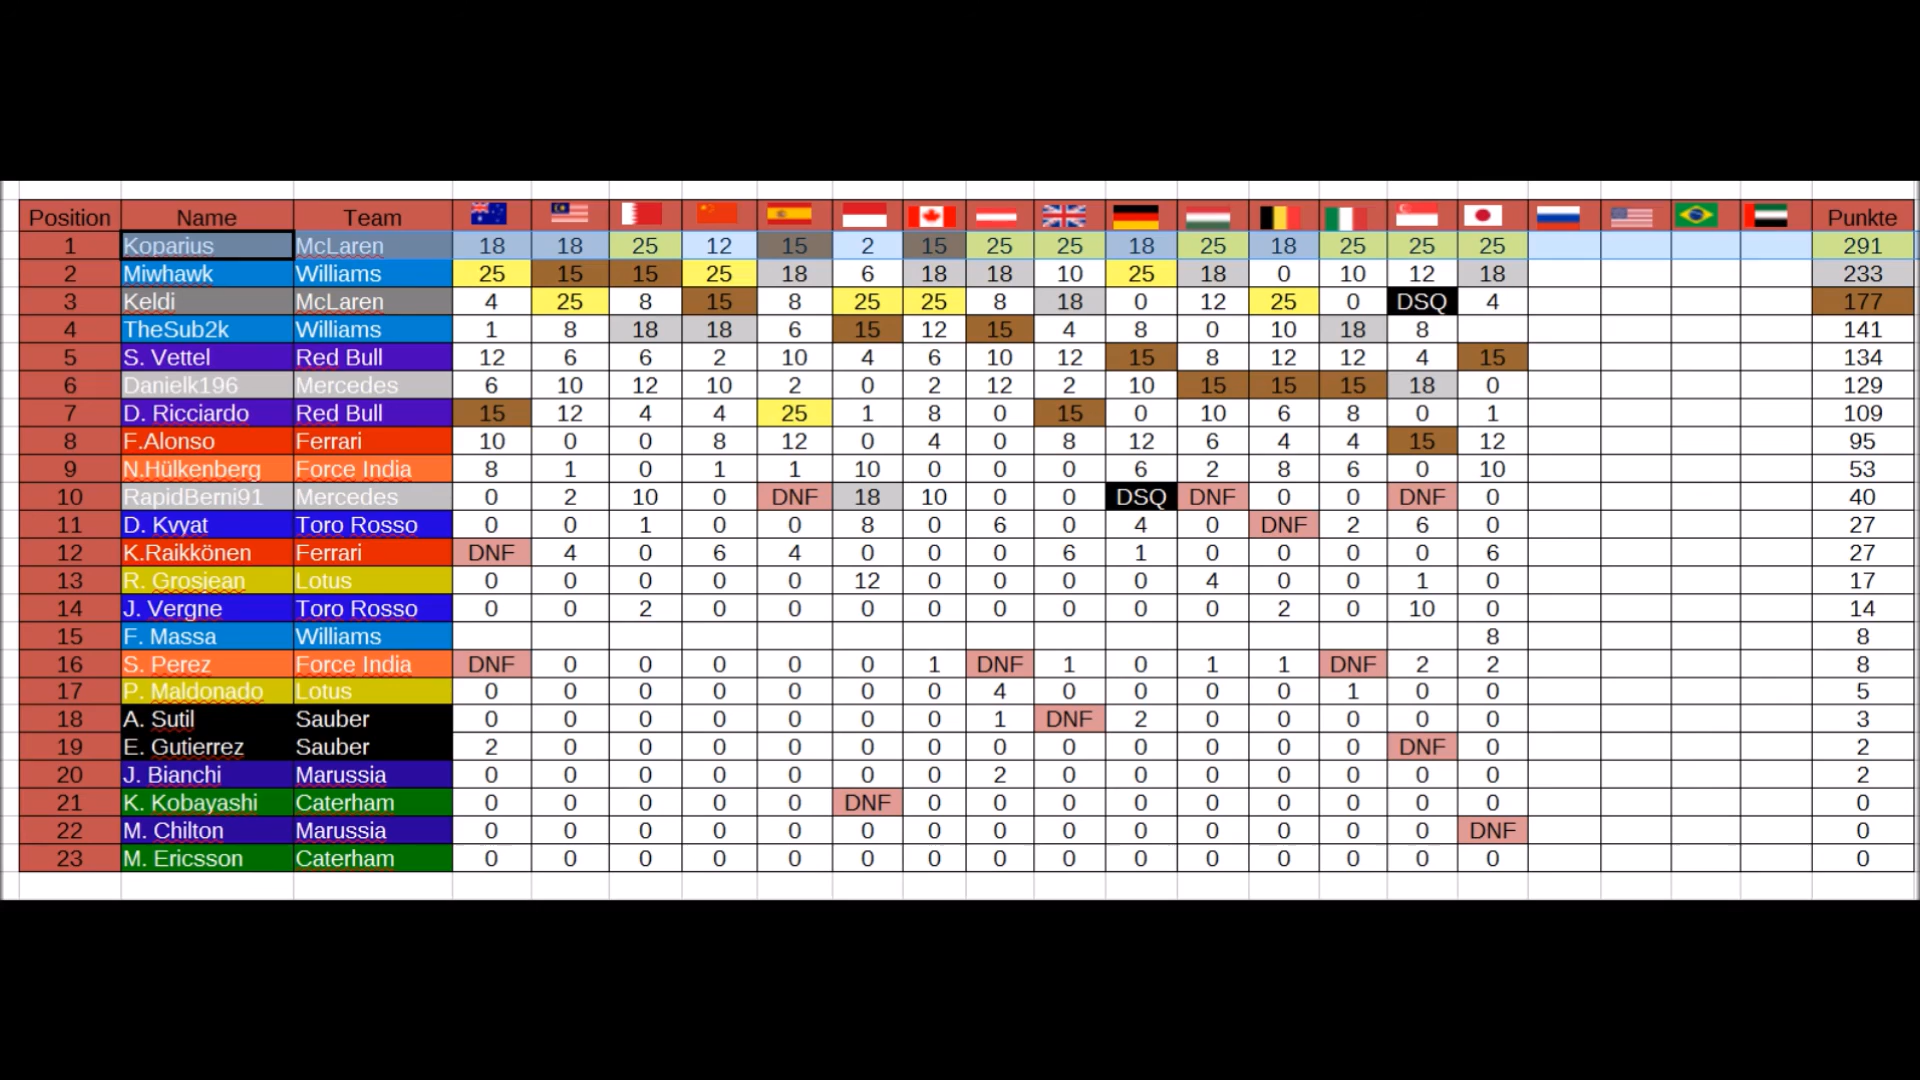 Position Name Team Punkte
1 Koparius McLaren 18 18 25 12 15 2 15 25 25 18 25 18 25 25 25 291
2 Miwhawk Williams 25 15 15 25 18 6 18 18 10 25 18 0 10 12 18 233
3 Keldi McLaren 4 25 8 15 8 25 25 8 18 0 12 25 0 DSQ 4 177
4 TheSub2k Williams 1 8 18 18 6 15 12 15 4 8 0 10 18 8 141
5 S. Vettel Red Bull 12 6 6 2 10 4 6 10 12 15 8 12 12 4 15 134
6 Danielk196 Mercedes 6 10 12 10 2 0 2 12 2 10 15 15 15 18 0 129
7 D. Ricciardo Red Bull 15 12 4 4 25 1 8 0 15 0 10 6 8 0 1 109
8 F.Alonso Ferrari 10 0 0 8 12 0 4 0 8 12 6 4 4 15 12 95
9 N.Hülkenberg Force India 8 1 0 1 1 10 0 0 0 6 2 8 6 0 10 53
10 RapidBerni91 Mercedes 0 2 10 0 DNF 18 10 0 0 DSQ DNF 0 0 DNF 0 40
11 D. Kvyat Toro Rosso 0 0 1 0 0 8 0 6 0 4 0 DNF 2 6 0 27
12 K.Raikkönen Ferrari DNF 4 0 6 4 0 0 0 6 1 0 0 0 0 6 27
13 R. Grosjean Lotus 0 0 0 0 0 12 0 0 0 0 4 0 0 1 0 17
14 J. Vergne Toro Rosso 0 0 2 0 0 0 0 0 0 0 0 2 0 10 0 14
15 F. Massa Williams 8 8
16 S. Perez Force India DNF 0 0 0 0 0 1 DNF 1 0 1 1 DNF 2 2 8
17 P. Maldonado Lotus 0 0 0 0 0 0 0 4 0 0 0 0 1 0 0 5
18 A. Sutil Sauber 0 0 0 0 0 0 0 1 DNF 2 0 0 0 0 0 3
19 E. Gutierrez Sauber 2 0 0 0 0 0 0 0 0 0 0 0 0 DNF 0 2
20 J. Bianchi Marussia 0 0 0 0 0 0 0 2 0 0 0 0 0 0 0 2
21 K. Kobayashi Caterham 0 0 0 0 0 DNF 0 0 0 0 0 0 0 0 0 0
22 M. Chilton Marussia 0 0 0 0 0 0 0 0 0 0 0 0 0 0 DNF 0
23 M. Ericsson Caterham 0 0 0 0 0 0 0 0 0 0 0 0 0 0 0 0